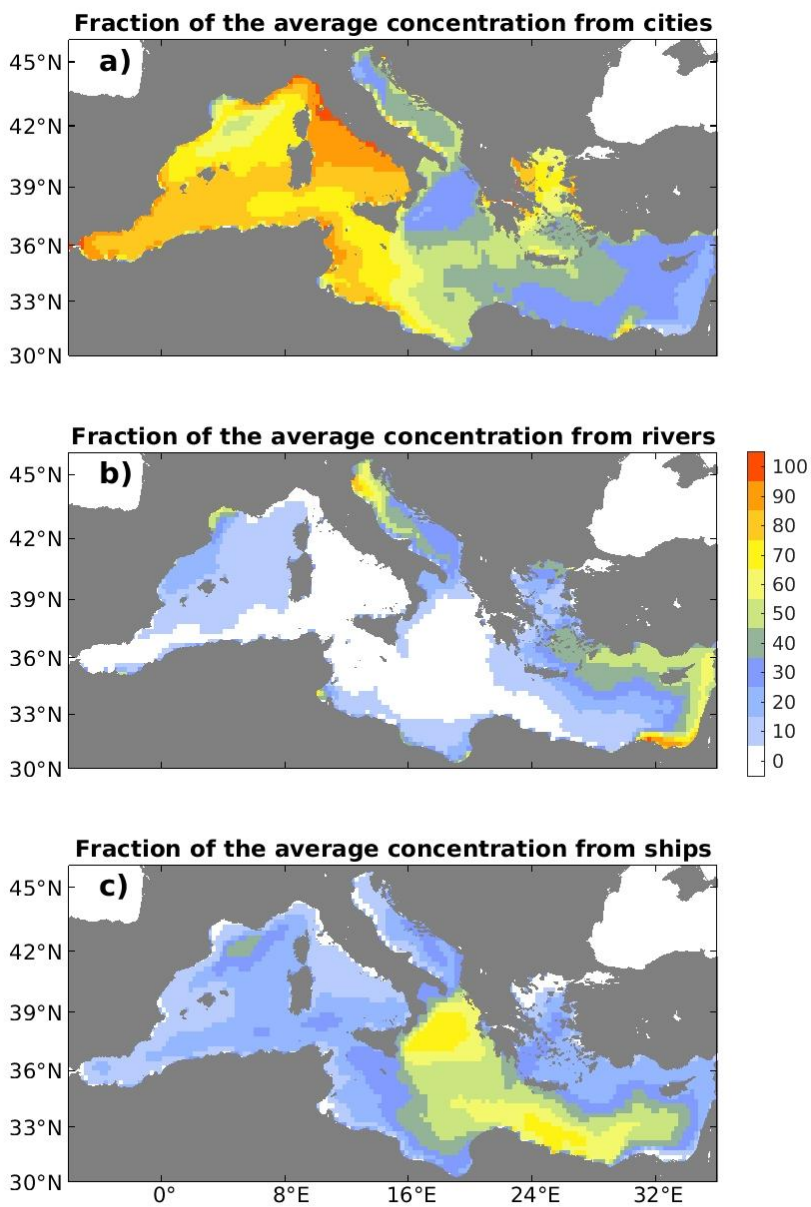 Fraction of the average concentration from cities
a)
45°N
42°N
39°N
36°N
33°N
30°N
Fraction of the average concentration from rivers
b)
45°N
42°N
39°N
36°N
33°N
30°N
100
90
80
70
60
50
40
30
20
10
0
Fraction of the average concentration from ships
c)
45°N
42°N
39°N
36°N
33°N
30°N
0° 8°E 16°E 24°E 32°E